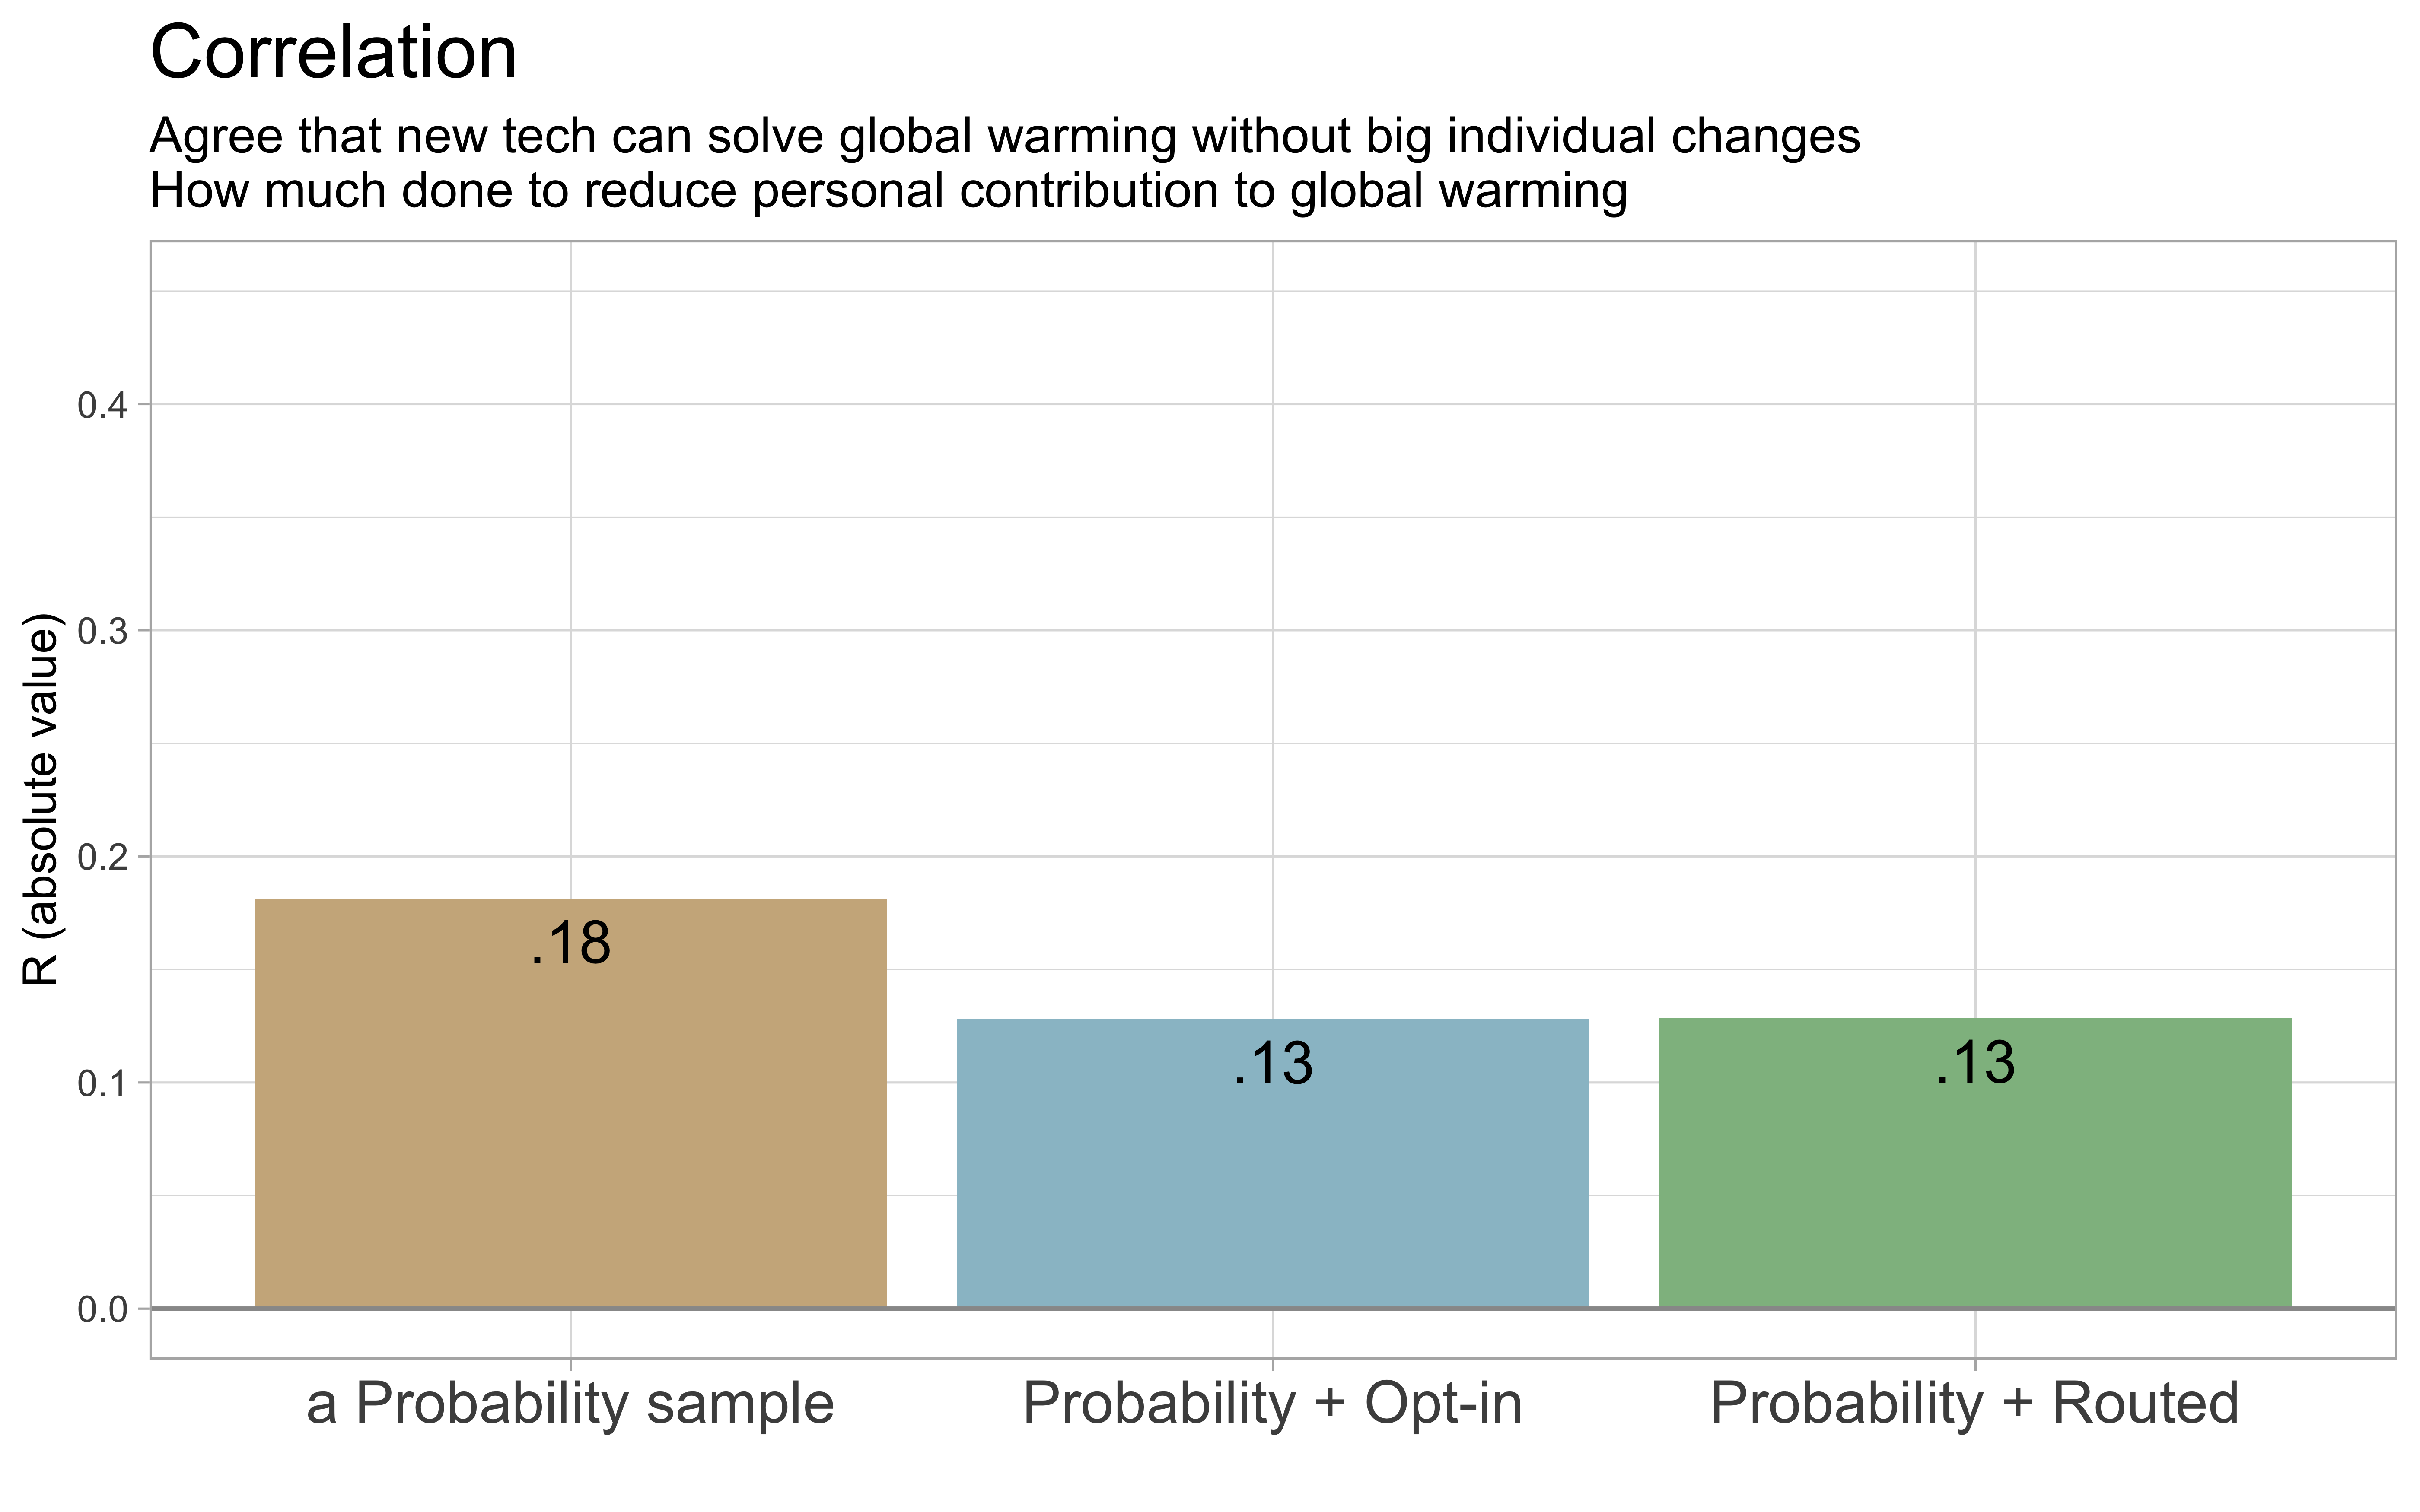 Correlation
Agree that new tech can solve global warming without big individual changes
How much done to reduce personal contribution to global warming
R (absolute value)
0.4
0.3
0.2
0.1
0.0
.18
.13
.13
a Probability sample
Probability + Opt-in
Probability + Routed